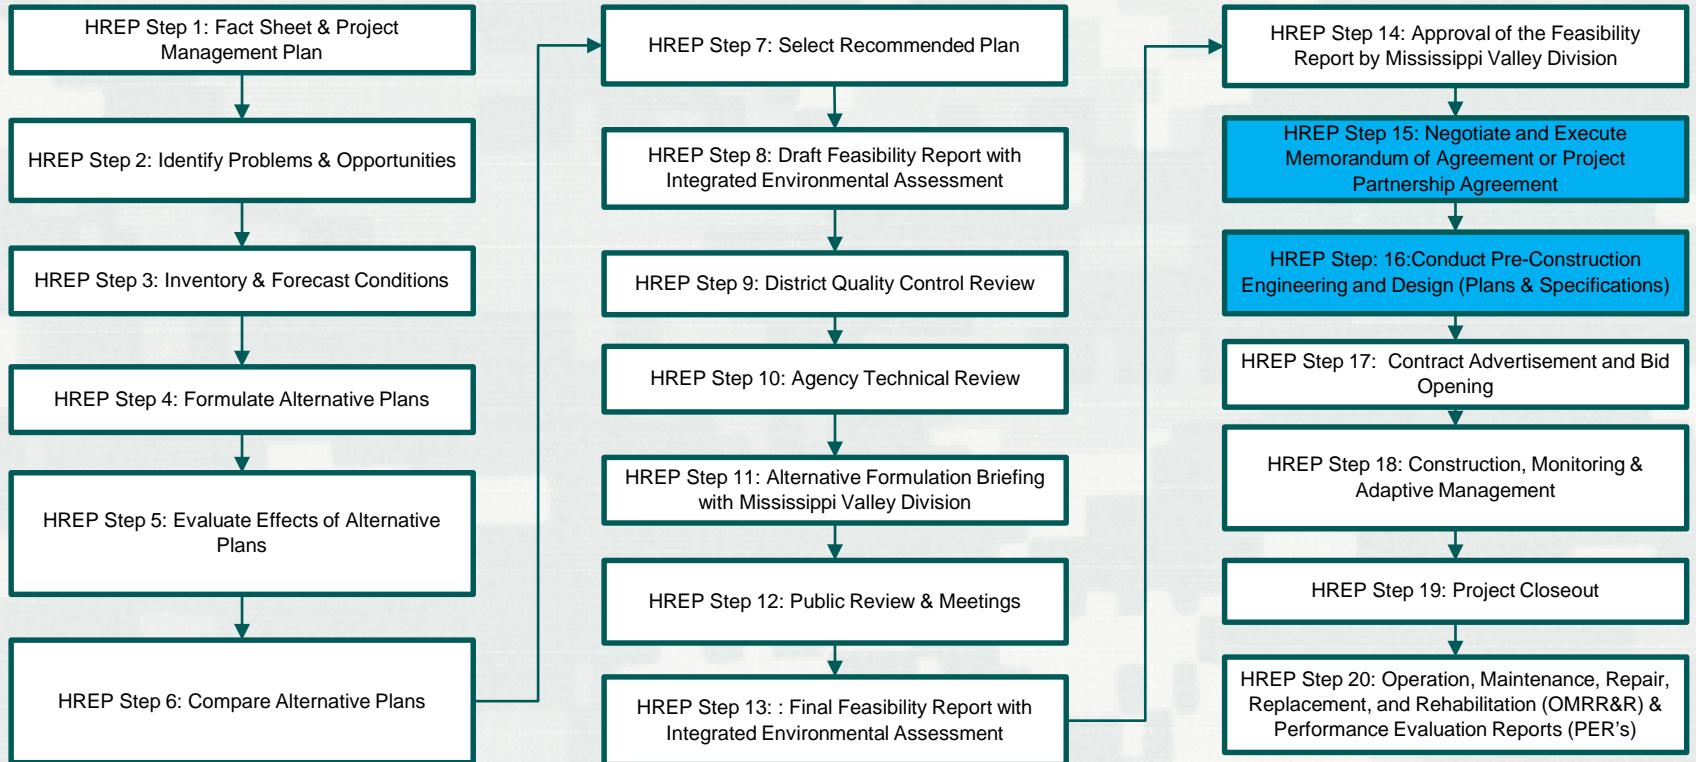 HREP Step 1: Fact Sheet & Project
Management Plan
HREP Step 2: Identify Problems & Opportunities
HREP Step 3: Inventory & Forecast Conditions
HREP Step 4: Formulate Alternative Plans
HREP Step 5: Evaluate Effects of Alternative
Plans
HREP Step 6: Compare Alternative Plans
HREP Step 7: Select Recommended Plan
HREP Step 8: Draft Feasibility Report with
Integrated Environmental Assessment
HREP Step 9: District Quality Control Review
HREP Step 10: Agency Technical Review
HREP Step 11: Alternative Formulation Briefing
with Mississippi Valley Division
HREP Step 12: Public Review & Meetings
HREP Step 13: : Final Feasibility Report with
Integrated Environmental Assessment
HREP Step 14: Approval of the Feasibility
Report by Mississippi Valley Division
HREP Step 15: Negotiate and Execute
Memorandum of Agreement or Project
Partnership Agreement
HREP Step: 16:Conduct Pre-Construction
Engineering and Design (Plans & Specifications)
HREP Step 17: Contract Advertisement and Bid
Opening
HREP Step 18: Construction, Monitoring &
Adaptive Management
HREP Step 19: Project Closeout
HREP Step 20: Operation, Maintenance, Repair,
Replacement, and Rehabilitation (OMRR&R) &
Performance Evaluation Reports (PER's)